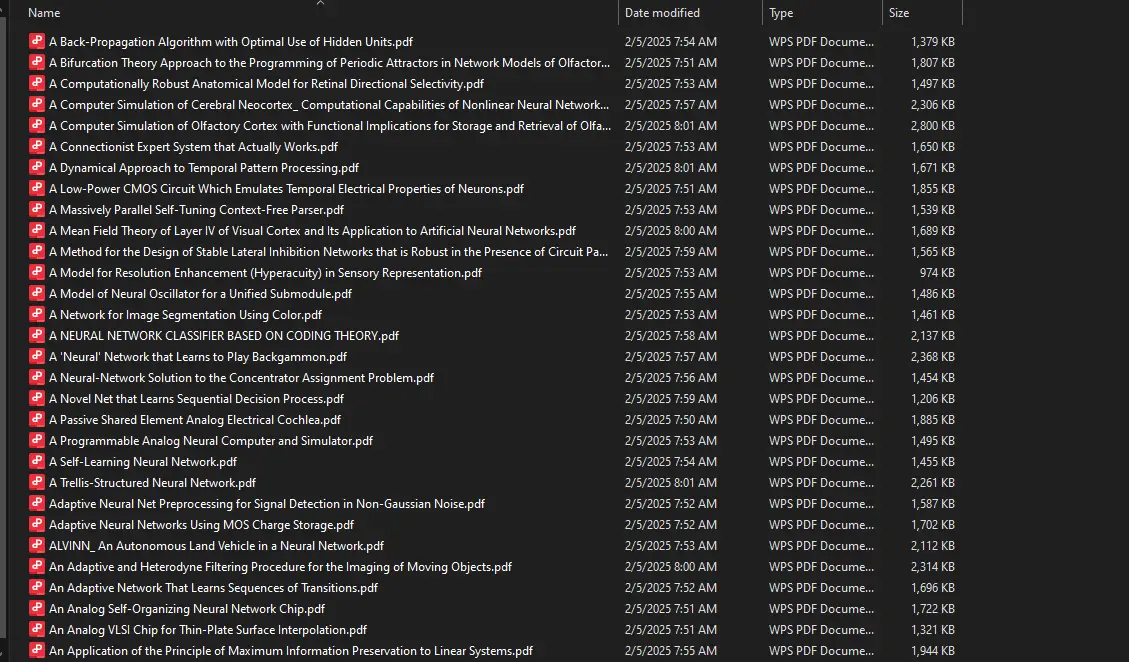 Name Date modified Type Size
A Back-Propagation Algorithm with Optimal Use of Hidden Units.pdf 2/5/2025 7:54 AM WPS PDF Docume... 1,379 KB
A Bifurcation Theory Approach to the Programming of Periodic Attractors in Network Models of Olfactor... 2/5/2025 7:51 AM WPS PDF Docume... 1,807 KB
A Computationally Robust Anatomical Model for Retinal Directional Selectivity.pdf 2/5/2025 7:53 AM WPS PDF Docume... 1,497 KB
A Computer Simulation of Cerebral Neocortex_ Computational Capabilities of Nonlinear Neural Network... 2/5/2025 7:57 AM WPS PDF Docume... 2,306 KB
A Computer Simulation of Olfactory Cortex with Functional Implications for Storage and Retrieval of Olfa... 2/5/2025 8:01 AM WPS PDF Docume... 2,800 KB
A Connectionist Expert System that Actually Works.pdf 2/5/2025 7:53 AM WPS PDF Docume... 1,650 KB
A Dynamical Approach to Temporal Pattern Processing.pdf 2/5/2025 8:01 AM WPS PDF Docume... 1,671 KB
A Low-Power CMOS Circuit Which Emulates Temporal Electrical Properties of Neurons.pdf 2/5/2025 7:51 AM WPS PDF Docume... 1,855 KB
A Massively Parallel Self-Tuning Context-Free Parser.pdf 2/5/2025 7:53 AM WPS PDF Docume... 1,539 KB
A Mean Field Theory of Layer IV of Visual Cortex and Its Application to Artificial Neural Networks.pdf 2/5/2025 8:00 AM WPS PDF Docume... 1,689 KB
A Method for the Design of Stable Lateral Inhibition Networks that is Robust in the Presence of Circuit Pa... 2/5/2025 7:59 AM WPS PDF Docume... 1,565 KB
A Model for Resolution Enhancement (Hyperacuity) in Sensory Representation.pdf 2/5/2025 7:53 AM WPS PDF Docume... 974 KB
A Model of Neural Oscillator for a Unified Submodule.pdf 2/5/2025 7:55 AM WPS PDF Docume... 1,486 KB
A Network for Image Segmentation Using Color.pdf 2/5/2025 7:53 AM WPS PDF Docume... 1,461 KB
A NEURAL NETWORK CLASSIFIER BASED ON CODING THEORY.pdf 2/5/2025 7:58 AM WPS PDF Docume... 2,137 KB
A 'Neural' Network that Learns to Play Backgammon.pdf 2/5/2025 7:57 AM WPS PDF Docume... 2,368 KB
A Neural-Network Solution to the Concentrator Assignment Problem.pdf 2/5/2025 7:56 AM WPS PDF Docume... 1,454 KB
A Novel Net that Learns Sequential Decision Process.pdf 2/5/2025 7:59 AM WPS PDF Docume... 1,206 KB
A Passive Shared Element Analog Electrical Cochlea.pdf 2/5/2025 7:50 AM WPS PDF Docume... 1,885 KB
A Programmable Analog Neural Computer and Simulator.pdf 2/5/2025 7:53 AM WPS PDF Docume... 1,495 KB
A Self-Learning Neural Network.pdf 2/5/2025 7:54 AM WPS PDF Docume... 1,455 KB
A Trellis-Structured Neural Network.pdf 2/5/2025 8:01 AM WPS PDF Docume... 2,261 KB
Adaptive Neural Net Preprocessing for Signal Detection in Non-Gaussian Noise.pdf 2/5/2025 7:52 AM WPS PDF Docume... 1,587 KB
Adaptive Neural Networks Using MOS Charge Storage.pdf 2/5/2025 7:52 AM WPS PDF Docume... 1,702 KB
ALVINN_ An Autonomous Land Vehicle in a Neural Network.pdf 2/5/2025 7:53 AM WPS PDF Docume... 2,112 KB
An Adaptive and Heterodyne Filtering Procedure for the Imaging of Moving Objects.pdf 2/5/2025 8:00 AM WPS PDF Docume... 2,314 KB
An Adaptive Network That Learns Sequences of Transitions.pdf 2/5/2025 7:52 AM WPS PDF Docume... 1,696 KB
An Analog Self-Organizing Neural Network Chip.pdf 2/5/2025 7:51 AM WPS PDF Docume... 1,722 KB
An Analog VLSI Chip for Thin-Plate Surface Interpolation.pdf 2/5/2025 7:51 AM WPS PDF Docume... 1,321 KB
An Application of the Principle of Maximum Information Preservation to Linear Systems.pdf 2/5/2025 7:55 AM WPS PDF Docume... 1,944 KB